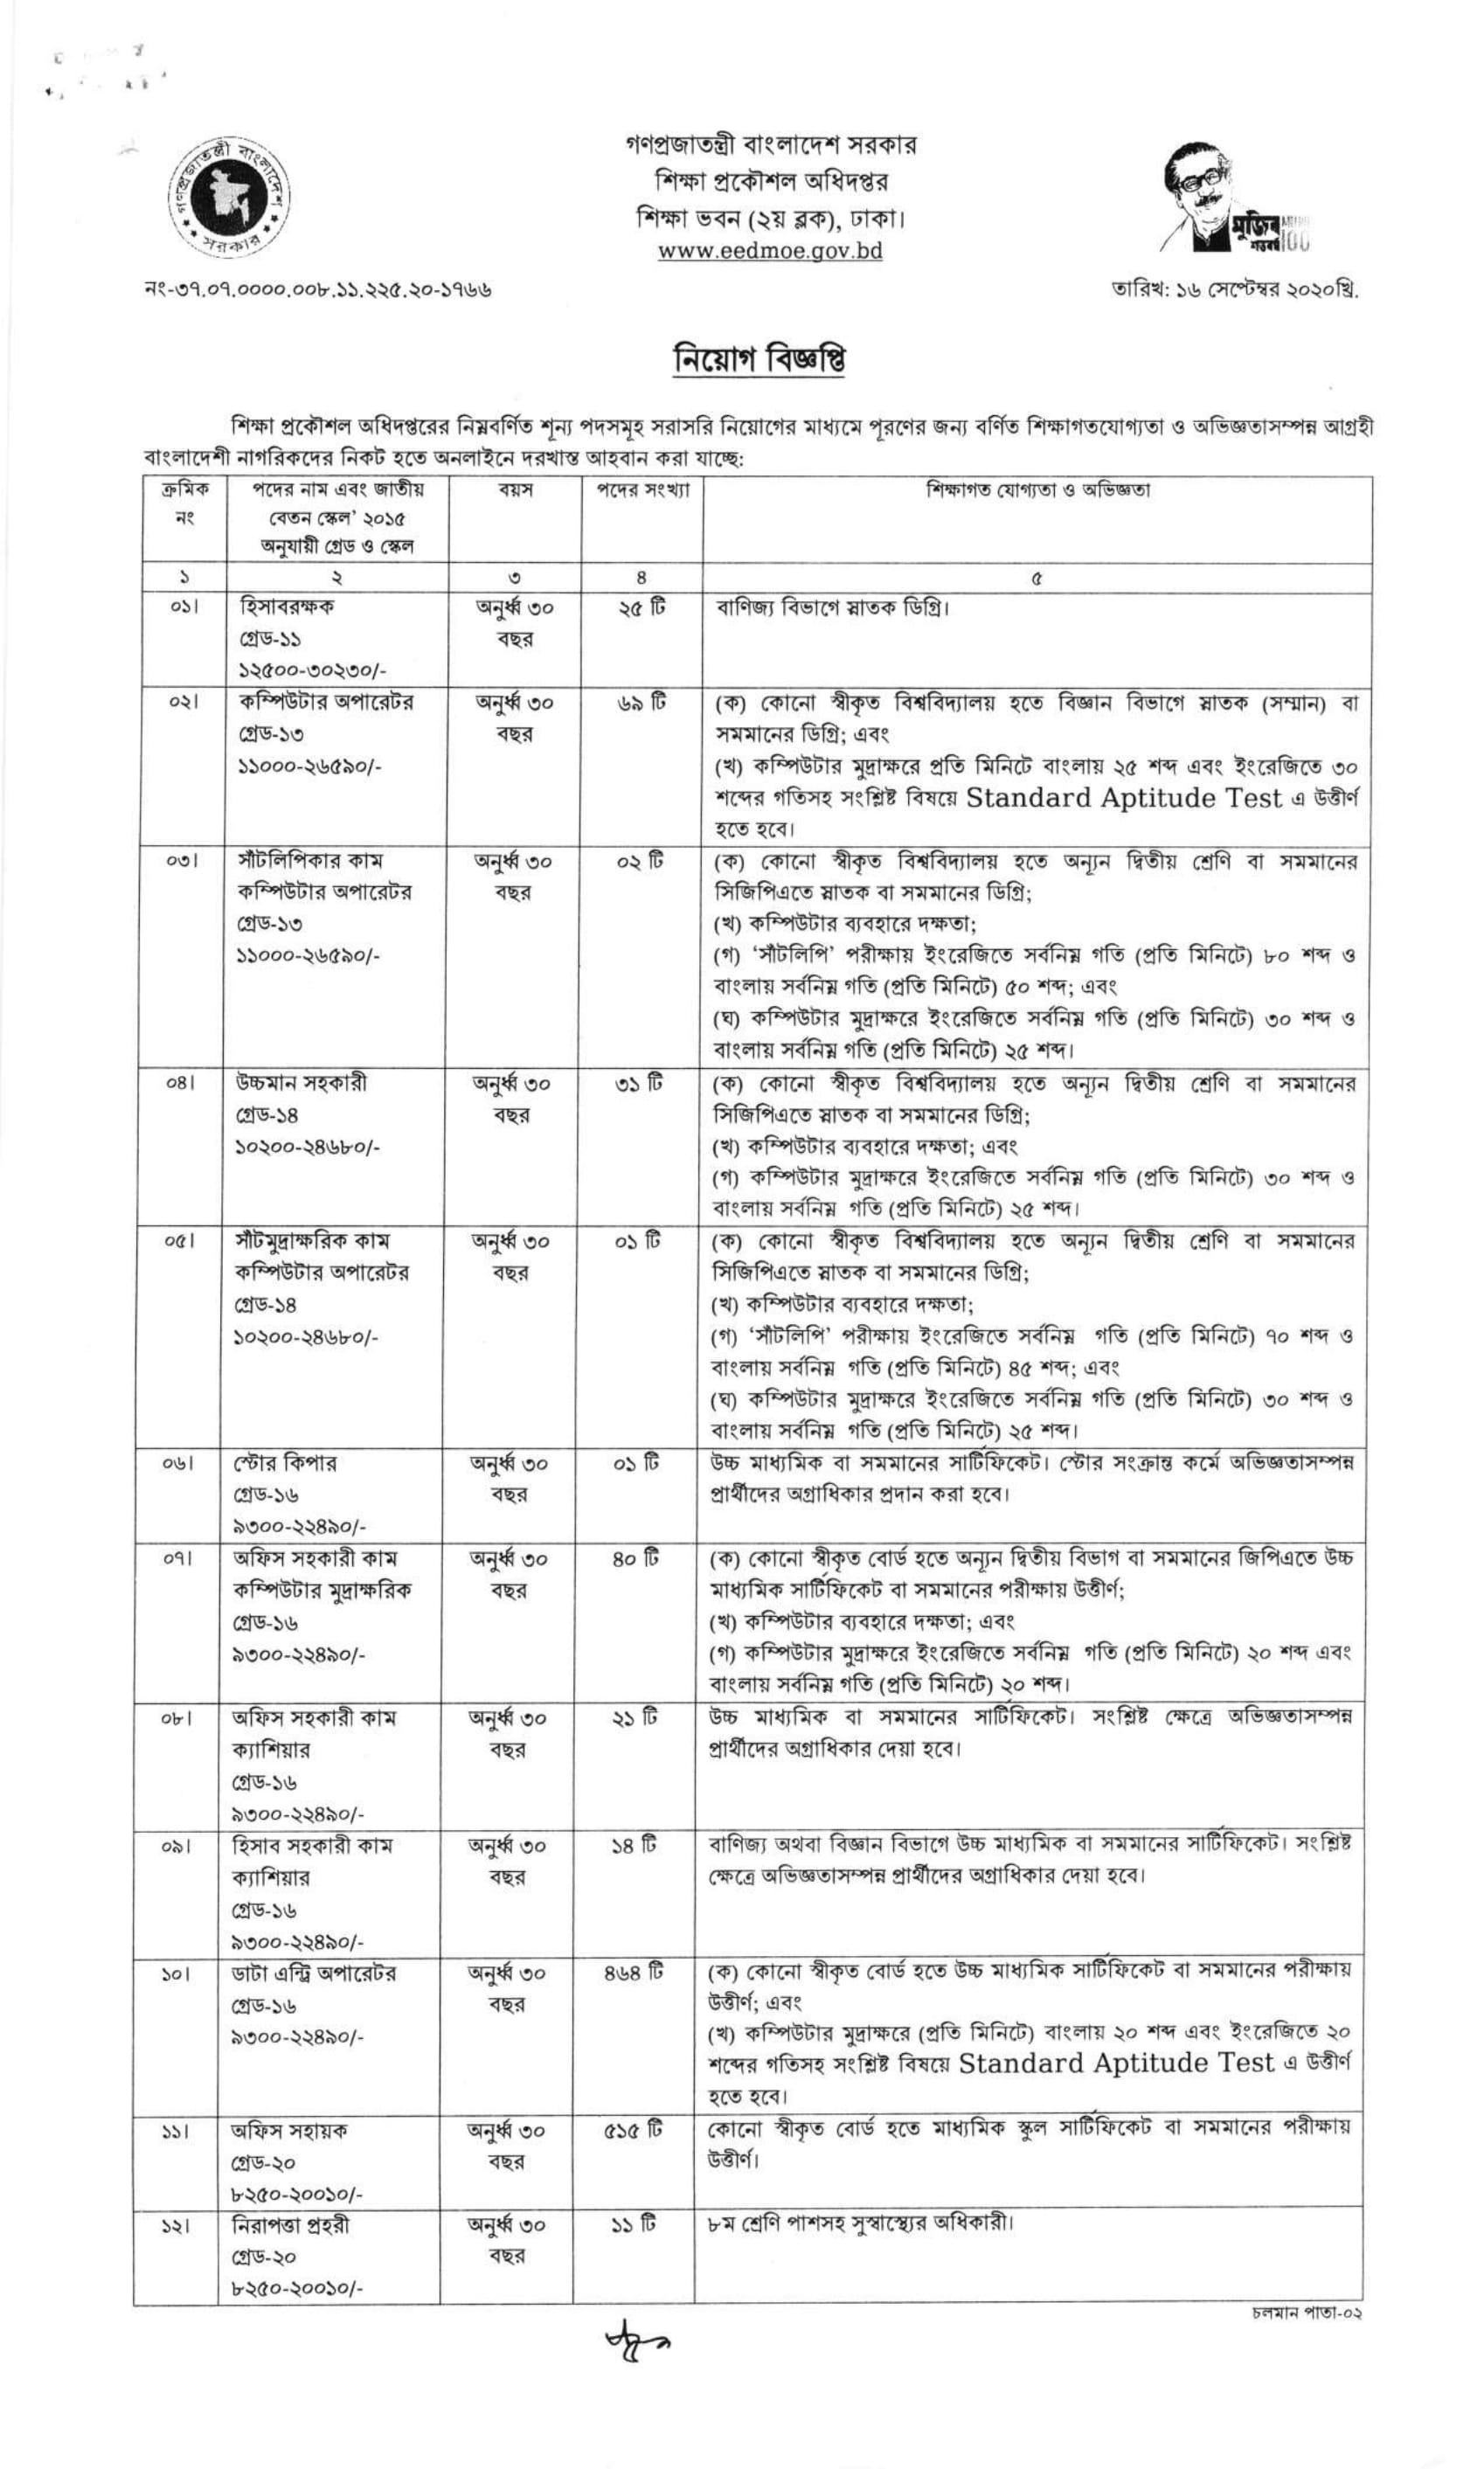 গণপ্রজাতন্ত্রী বাংলাদেশ সরকার
শিক্ষা প্রকৌশল অধিদপ্তর
শিক্ষা ভবন (২য় ব্লক), ঢাকা।
www.eedmoe.gov.bd
গণপ্রজাতন্ত্রী বাংলাদেশ
সরকার
মুজিব
শতবর্ষ 100
নং-৩৭.০৭.০০০০.০০৮.১১.২২৫.২০-১৭৬৬ তারিখ: ১৬ সেপ্টেম্বর ২০২০খ্রি.
নিয়োগ বিজ্ঞপ্তি
শিক্ষা প্রকৌশল অধিদপ্তরের নিম্নবর্ণিত শূন্য পদসমূহ সরাসরি নিয়োগের মাধ্যমে পূরণের জন্য বর্ণিত শিক্ষাগতযোগ্যতা ও অভিজ্ঞতাসম্পন্ন আগ্রহী
বাংলাদেশী নাগরিকদের নিকট হতে অনলাইনে দরখাস্ত আহবান করা যাচ্ছে:
ক্রমিক পদের নাম এবং জাতীয় বয়স পদের সংখ্যা শিক্ষাগত যোগ্যতা ও অভিজ্ঞতা
নং বেতন স্কেল' ২০১৫
অনুযায়ী গ্রেড ও স্কেল
১ ২ ৩ ৪ ৫
০১। হিসাবরক্ষক অনুর্ধ্ব ৩০ ২৫ টি বাণিজ্য বিভাগে স্নাতক ডিগ্রি।
গ্রেড-১১ বছর
১২৫০০-৩০২৩০/-
০২। কম্পিউটার অপারেটর অনুর্ধ্ব ৩০ ৬৯ টি (ক) কোনো স্বীকৃত বিশ্ববিদ্যালয় হতে বিজ্ঞান বিভাগে স্নাতক (সম্মান) বা
গ্রেড-১৩ বছর সমমানের ডিগ্রি; এবং
১১০০০-২৬৫৯০/- (খ) কম্পিউটার মুদ্রাক্ষরে প্রতি মিনিটে বাংলায় ২৫ শব্দ এবং ইংরেজিতে ৩০
শব্দের গতিসহ সংশ্লিষ্ট বিষয়ে Standard Aptitude Test এ উত্তীর্ণ
হতে হবে।
০৩। সাঁটলিপিকার কাম অনুর্ধ্ব ৩০ ০২ টি (ক) কোনো স্বীকৃত বিশ্ববিদ্যালয় হতে অন্যূন দ্বিতীয় শ্রেণি বা সমমানের
কম্পিউটার অপারেটর বছর সিজিপিএতে স্নাতক বা সমমানের ডিগ্রি;
গ্রেড-১৩ (খ) কম্পিউটার ব্যবহারে দক্ষতা;
১১০০০-২৬৫৯০/- (গ) 'সাঁটলিপি' পরীক্ষায় ইংরেজিতে সর্বনিম্ন গতি (প্রতি মিনিটে) ৮০ শব্দ ও
বাংলায় সর্বনিম্ন গতি (প্রতি মিনিটে) ৫০ শব্দ; এবং
(ঘ) কম্পিউটার মুদ্রাক্ষরে ইংরেজিতে সর্বনিম্ন গতি (প্রতি মিনিটে) ৩০ শব্দ ও
বাংলায় সর্বনিম্ন গতি (প্রতি মিনিটে) ২৫ শব্দ।
০৪। উচ্চমান সহকারী অনুর্ধ্ব ৩০ ৩১ টি (ক) কোনো স্বীকৃত বিশ্ববিদ্যালয় হতে অন্যূন দ্বিতীয় শ্রেণি বা সমমানের
গ্রেড-১৪ বছর সিজিপিএতে স্নাতক বা সমমানের ডিগ্রি;
১০২০০-২৪৬৮০/- (খ) কম্পিউটার ব্যবহারে দক্ষতা; এবং
(গ) কম্পিউটার মুদ্রাক্ষরে ইংরেজিতে সর্বনিম্ন গতি (প্রতি মিনিটে) ৩০ শব্দ ও
বাংলায় সর্বনিম্ন গতি (প্রতি মিনিটে) ২৫ শব্দ।
০৫। সাঁটমুদ্রাক্ষরিক কাম অনুর্ধ্ব ৩০ ০১ টি (ক) কোনো স্বীকৃত বিশ্ববিদ্যালয় হতে অন্যূন দ্বিতীয় শ্রেণি বা সমমানের
কম্পিউটার অপারেটর বছর সিজিপিএতে স্নাতক বা সমমানের ডিগ্রি;
গ্রেড-১৪ (খ) কম্পিউটার ব্যবহারে দক্ষতা;
১০২০০-২৪৬৮০/- (গ) 'সাঁটলিপি' পরীক্ষায় ইংরেজিতে সর্বনিম্ন গতি (প্রতি মিনিটে) ৭০ শব্দ ও
বাংলায় সর্বনিম্ন গতি (প্রতি মিনিটে) ৪৫ শব্দ; এবং
(ঘ) কম্পিউটার মুদ্রাক্ষরে ইংরেজিতে সর্বনিম্ন গতি (প্রতি মিনিটে) ৩০ শব্দ ও
বাংলায় সর্বনিম্ন গতি (প্রতি মিনিটে) ২৫ শব্দ।
০৬। স্টোর কিপার অনুর্ধ্ব ৩০ ০১ টি উচ্চ মাধ্যমিক বা সমমানের সার্টিফিকেট। স্টোর সংক্রান্ত কর্মে অভিজ্ঞতাসম্পন্ন
গ্রেড-১৬ বছর প্রার্থীদের অগ্রাধিকার প্রদান করা হবে।
৯৩০০-২২৪৯০/-
০৭। অফিস সহকারী কাম অনুর্ধ্ব ৩০ ৪০ টি (ক) কোনো স্বীকৃত বোর্ড হতে অন্যূন দ্বিতীয় বিভাগ বা সমমানের জিপিএতে উচ্চ
কম্পিউটার মুদ্রাক্ষরিক বছর মাধ্যমিক সার্টিফিকেট বা সমমানের পরীক্ষায় উত্তীর্ণ;
গ্রেড-১৬ (খ) কম্পিউটার ব্যবহারে দক্ষতা; এবং
৯৩০০-২২৪৯০/- (গ) কম্পিউটার মুদ্রাক্ষরে ইংরেজিতে সর্বনিম্ন গতি (প্রতি মিনিটে) ২০ শব্দ এবং
বাংলায় সর্বনিম্ন গতি (প্রতি মিনিটে) ২০ শব্দ।
০৮। অফিস সহকারী কাম অনুর্ধ্ব ৩০ ২১ টি উচ্চ মাধ্যমিক বা সমমানের সার্টিফিকেট। সংশ্লিষ্ট ক্ষেত্রে অভিজ্ঞতাসম্পন্ন
ক্যাশিয়ার বছর প্রার্থীদের অগ্রাধিকার দেয়া হবে।
গ্রেড-১৬
৯৩০০-২২৪৯০/-
০৯। হিসাব সহকারী কাম অনুর্ধ্ব ৩০ ১৪ টি বাণিজ্য অথবা বিজ্ঞান বিভাগে উচ্চ মাধ্যমিক বা সমমানের সার্টিফিকেট। সংশ্লিষ্ট
ক্যাশিয়ার বছর ক্ষেত্রে অভিজ্ঞতাসম্পন্ন প্রার্থীদের অগ্রাধিকার দেয়া হবে।
গ্রেড-১৬
৯৩০০-২২৪৯০/-
১০। ডাটা এন্ট্রি অপারেটর অনুর্ধ্ব ৩০ ৪৬৪ টি (ক) কোনো স্বীকৃত বোর্ড হতে উচ্চ মাধ্যমিক সার্টিফিকেট বা সমমানের পরীক্ষায়
গ্রেড-১৬ বছর উত্তীর্ণ; এবং
৯৩০০-২২৪৯০/- (খ) কম্পিউটার মুদ্রাক্ষরে (প্রতি মিনিটে) বাংলায় ২০ শব্দ এবং ইংরেজিতে ২০
শব্দের গতিসহ সংশ্লিষ্ট বিষয়ে Standard Aptitude Test এ উত্তীর্ণ
হতে হবে।
১১। অফিস সহায়ক অনুর্ধ্ব ৩০ ৫১৫ টি কোনো স্বীকৃত বোর্ড হতে মাধ্যমিক স্কুল সার্টিফিকেট বা সমমানের পরীক্ষায়
গ্রেড-২০ বছর উত্তীর্ণ।
৮২৫০-২০০১০/-
১২। নিরাপত্তা প্রহরী অনুর্ধ্ব ৩০ ১১ টি ৮ম শ্রেণি পাশসহ সুস্বাস্থ্যের অধিকারী।
গ্রেড-২০ বছর
৮২৫০-২০০১০/-
চলমান পাতা-০২